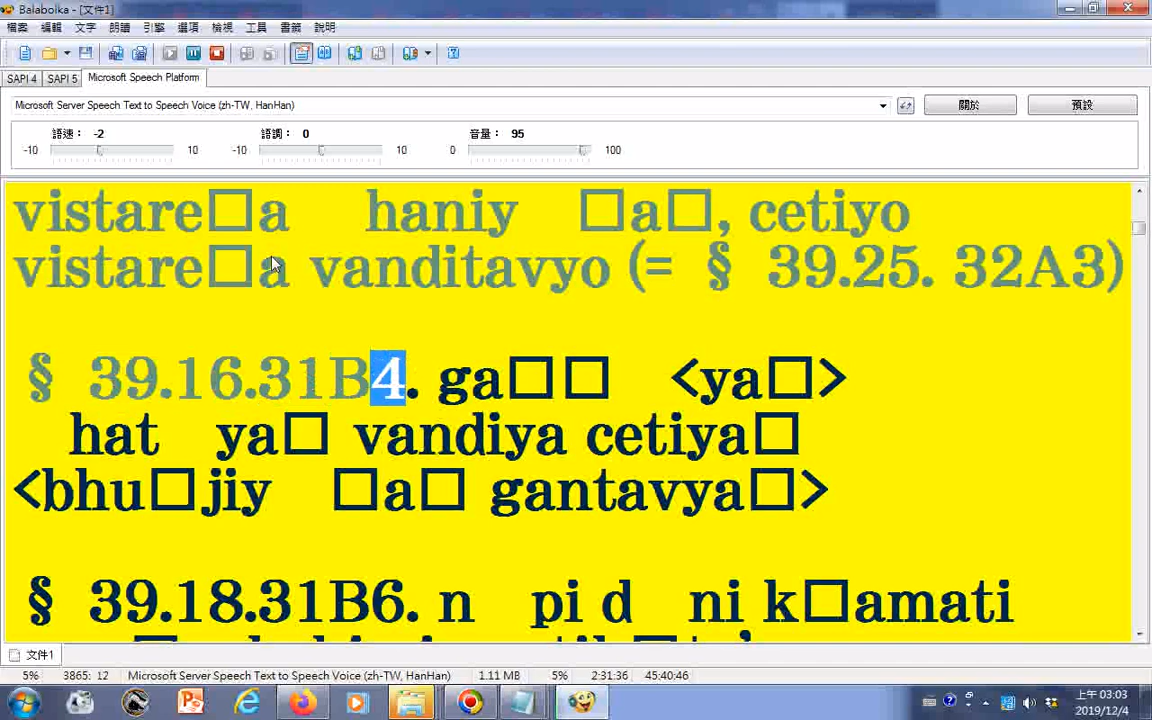 Balabolka - [文件1]
檔案 編輯 文字 朗讀 引擎 選項 檢視 工具 書籤 說明
SAPI 4 SAPI 5 Microsoft Speech Platform
Microsoft Server Speech Text to Speech Voice (zh-TW, HanHan) 關於 預設
語速: -2 語調: 0 音量: 95
-10 10 -10 10 0 100
vistare□a haniy □a□, cetiyo
vistare□a vanditavyo (= § 39.25. 32A3)
§ 39.16.31B4. ga□□ <ya□>
hat ya□ vandiya cetiya□
<bhu□jiy □a□ gantavya□>
§ 39.18.31B6. n pi d ni k□amati
文件1
5% 3865: 12 Microsoft Server Speech Text to Speech Voice (zh-TW, HanHan) 1.11 MB 5% 2:31:36 45:40:46
上午 03:03
2019/12/4